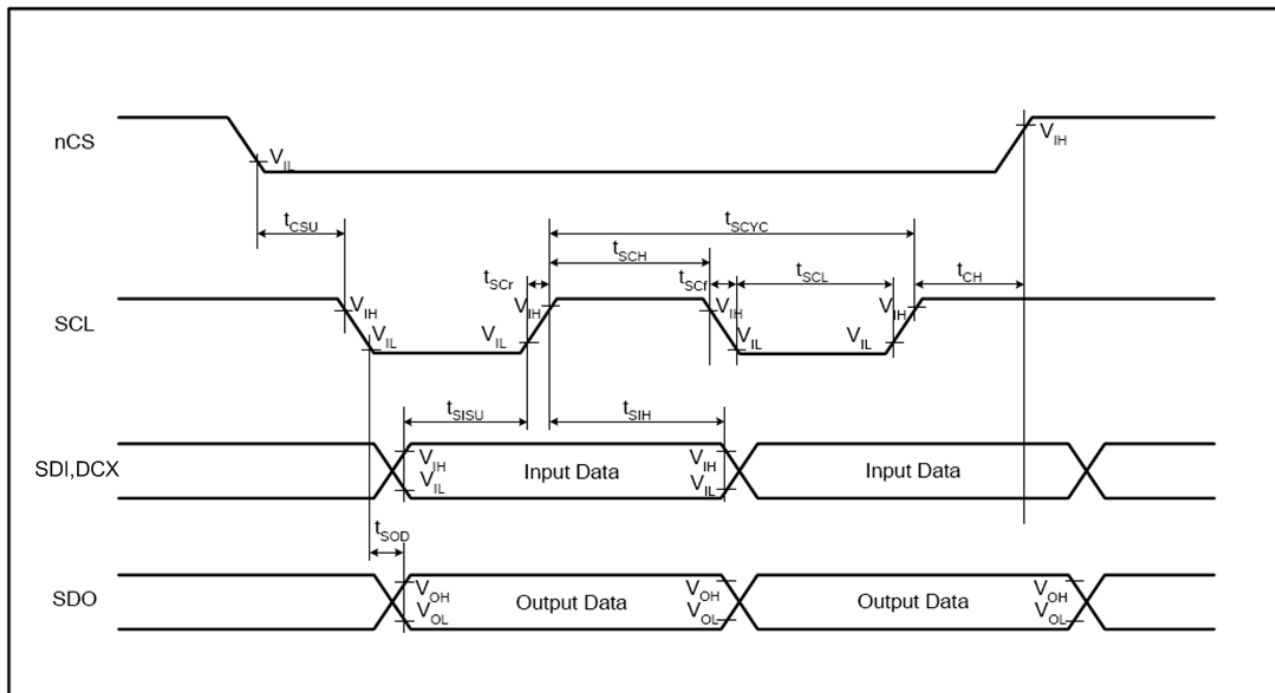 nCS
V_IL
V_IH
t_CSU
t_SCYC
t_SCH
t_SCr
t_SCf
t_SCL
t_CH
SCL
V_IH
V_IL
V_IL
V_IH
V_IH
V_IL
V_IL
V_IH
t_SISU
t_SIH
SDI,DCX
V_IH
V_IL
Input Data
V_IH
V_IL
Input Data
t_SOD
SDO
V_OH
V_OL
Output Data
V_OH
V_OL
Output Data
V_OH
V_OL